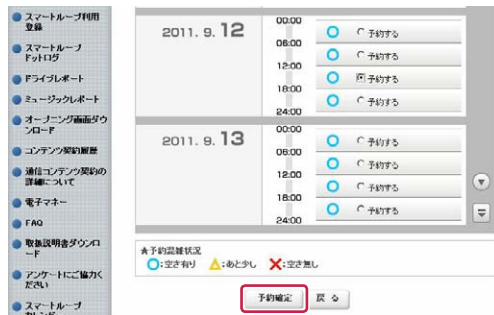 スマートループ利用
登録
スマートループ
ドットログ
ドライブレポート
ミュージックレポート
オープニング画面ダウ
ンロード
コンテンツ契約履歴
通信コンテンツ契約の
詳細について
電子マネー
FAQ
取扱説明書ダウンロ
ード
アンケートにご協力く
ださい
スマートループ
2011. 9. 12
00:00
予約する
06:00
予約する
12:00
予約する
18:00
予約する
24:00
2011. 9. 13
00:00
予約する
06:00
予約する
12:00
予約する
18:00
予約する
24:00
★予約混雑状況
○:空き有り △:あと少し ×:空き無し
予約確定 戻る